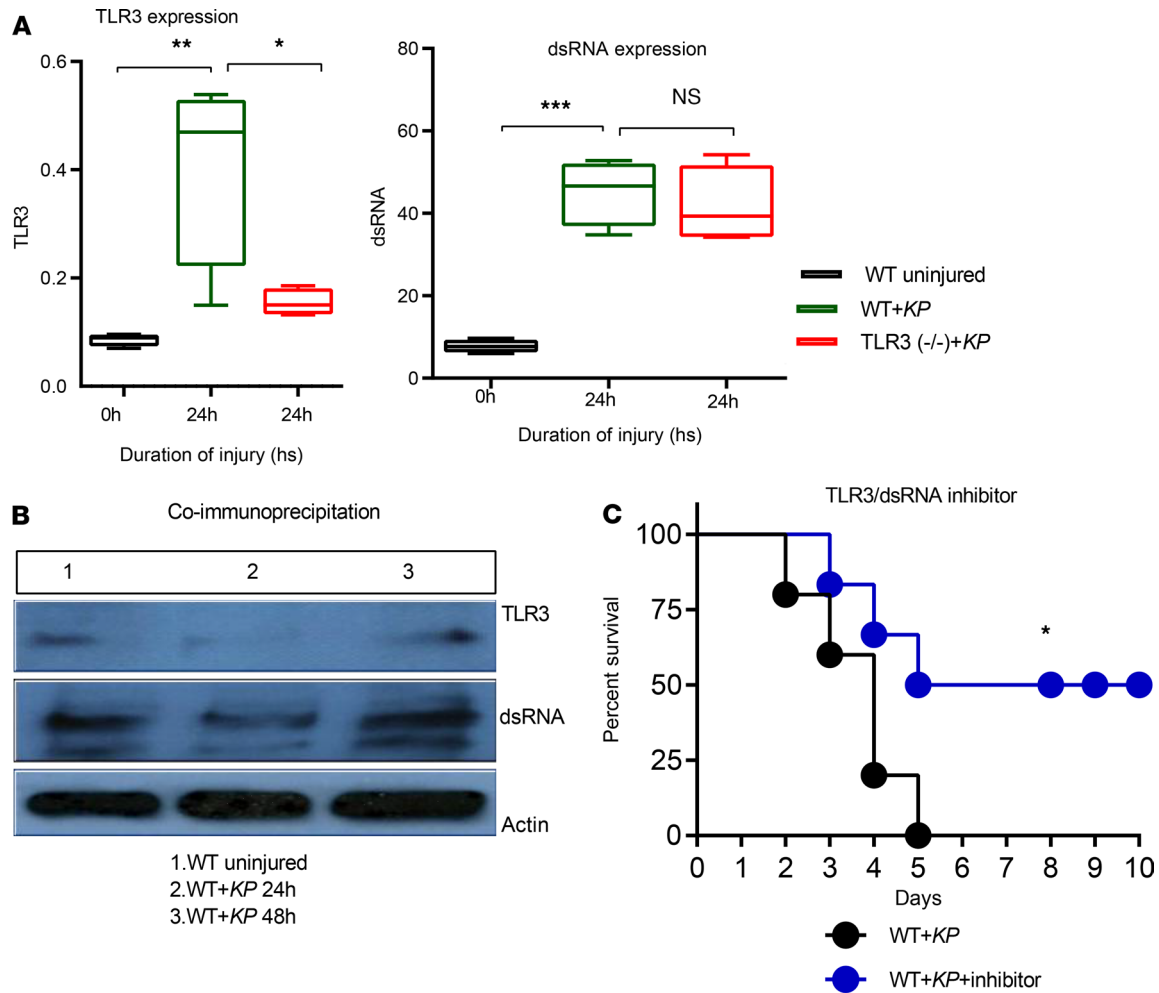 A
TLR3 expression
**
*
0.6
0.4
0.2
0.0
TLR3
0h
24h
24h
Duration of injury (hs)
dsRNA expression
***
NS
80
60
40
20
0
dsRNA
0h
24h
24h
Duration of injury (hs)
WT uninjured
WT+KP
TLR3 (-/-)+KP
B
Co-immunoprecipitation
1 2 3
TLR3
dsRNA
Actin
1.WT uninjured
2.WT+KP 24h
3.WT+KP 48h
C
TLR3/dsRNA inhibitor
100
75
50
25
0
Percent survival
*
0 1 2 3 4 5 6 7 8 9 10
Days
WT+KP
WT+KP+inhibitor